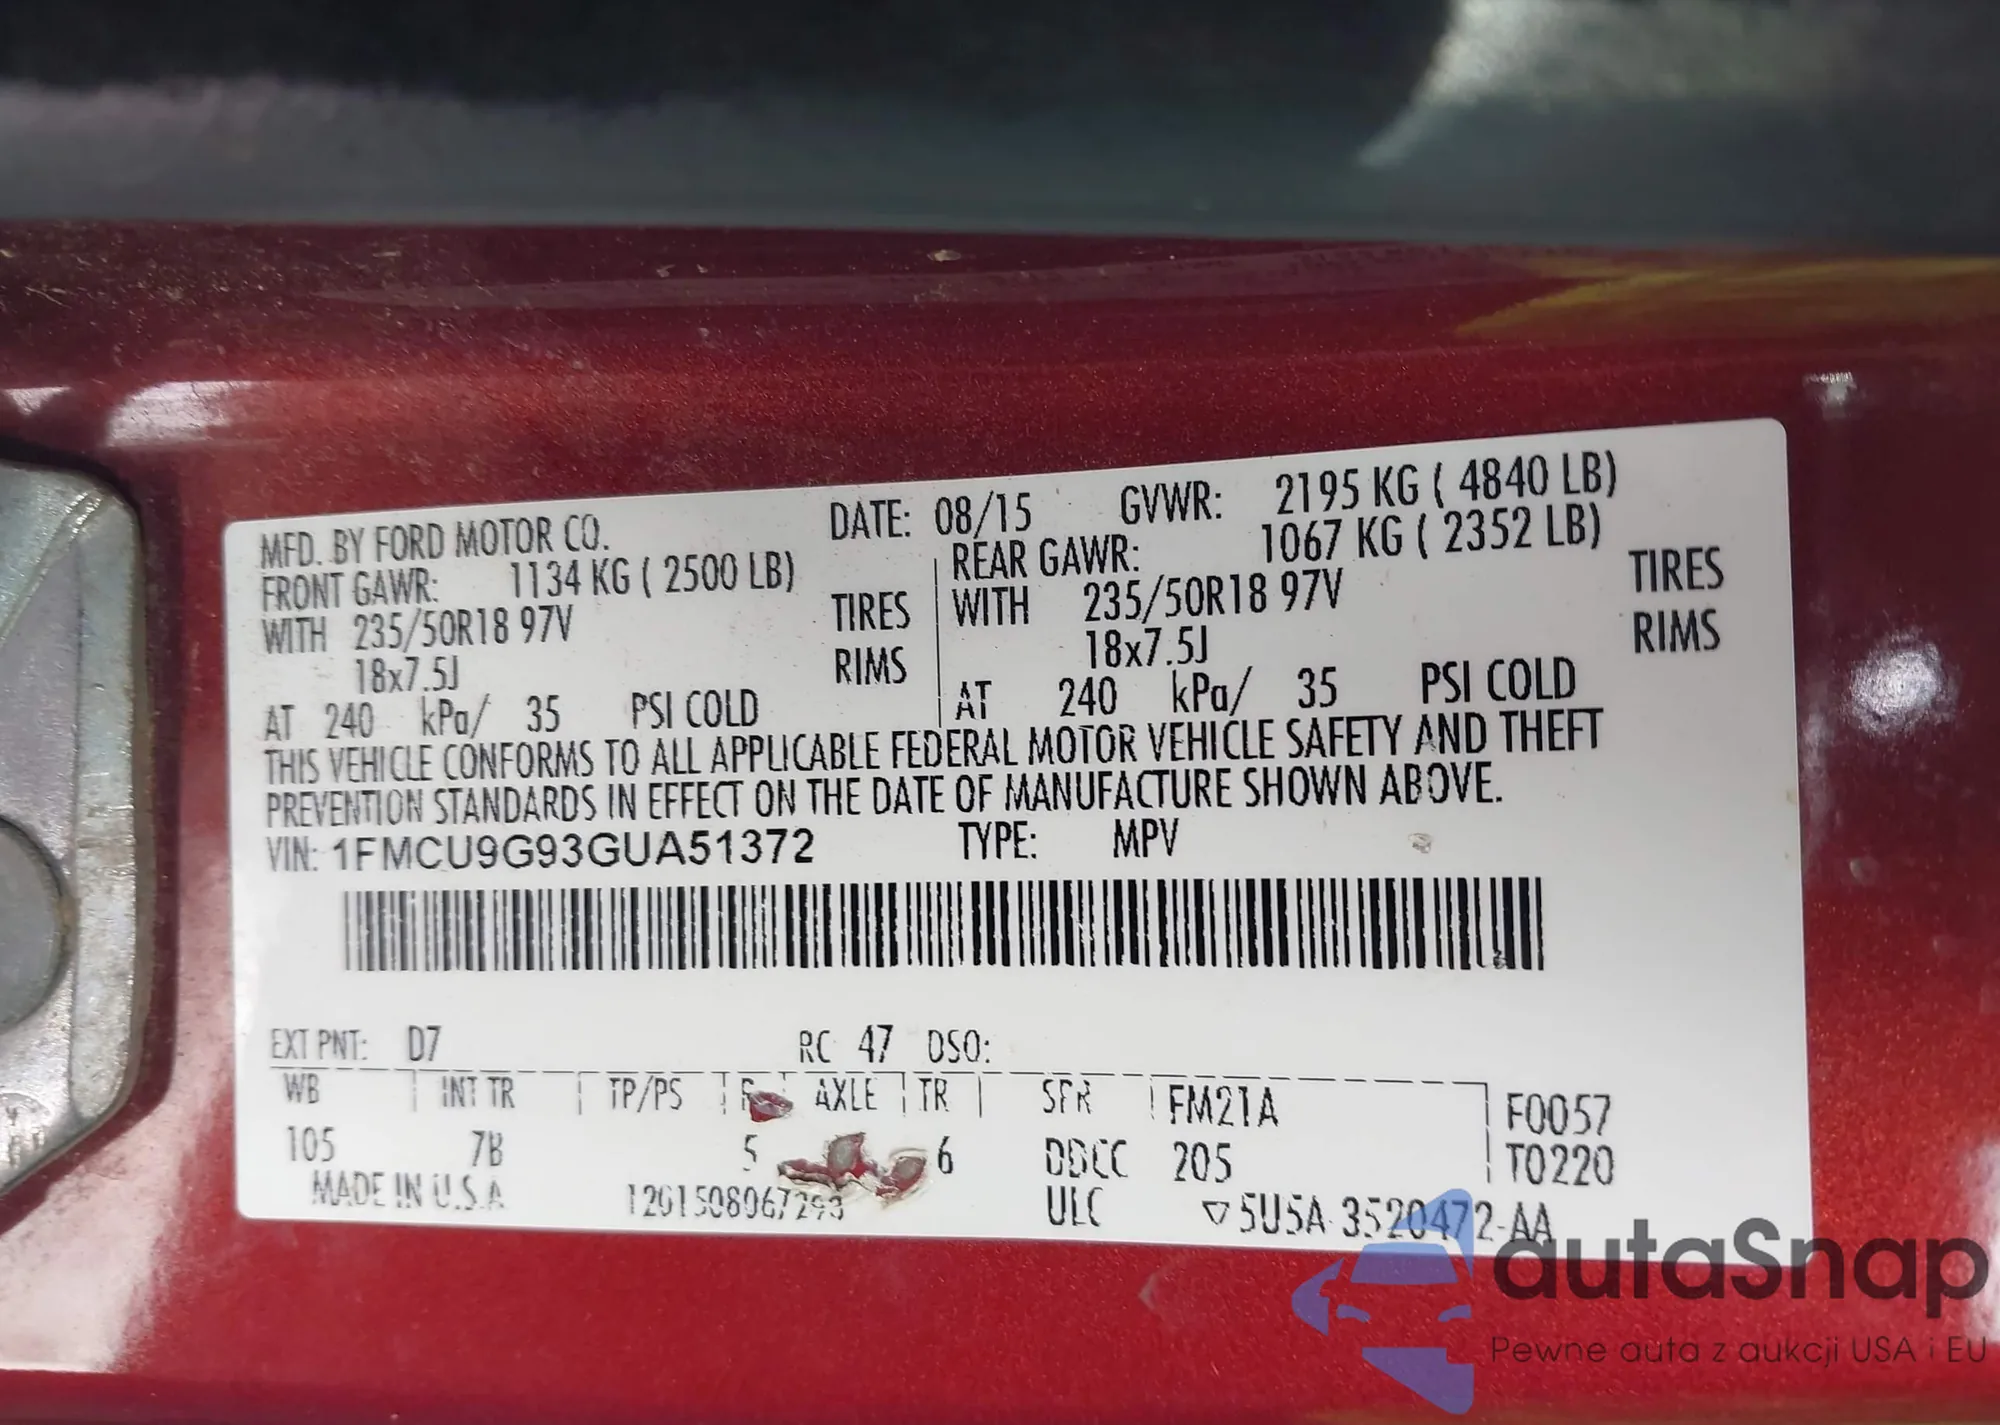 MFD. BY FORD MOTOR CO. DATE: 08/15 GVWR: 2195 KG ( 4840 LB)
FRONT GAWR: 1134 KG ( 2500 LB) REAR GAWR: 1067 KG ( 2352 LB)
WITH 235/50R18 97V TIRES WITH 235/50R18 97V TIRES
18x7.5J RIMS 18x7.5J RIMS
AT 240 kPa/ 35 PSI COLD AT 240 kPa/ 35 PSI COLD
THIS VEHICLE CONFORMS TO ALL APPLICABLE FEDERAL MOTOR VEHICLE SAFETY AND THEFT
PREVENTION STANDARDS IN EFFECT ON THE DATE OF MANUFACTURE SHOWN ABOVE.
VIN: 1FMCU9G93GUA51372 TYPE: MPV
EXT PNT: D7 RC 47 DSO:
WB INT TR TP/PS AXLE TR SFR FM21A F0057
105 7B 5 6 DDCC 205 T0220
MADE IN U.S.A ULC ▽5U5A-3520472-AA
autaSnap
Pewne auta z aukcji USA i EU